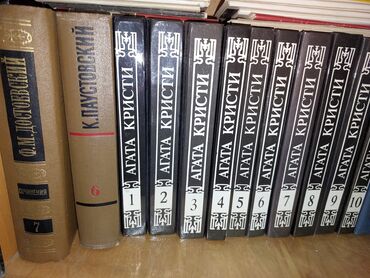 Ф.М. ДОСТОЕВСКИЙ
СОЧИНЕНИЯ
7
К. ПАУСТОВСКИЙ
6
АГАТА КРИСТИ
1
АГАТА КРИСТИ
2
АГАТА КРИСТИ
3
АГАТА КРИСТИ
4
АГАТА КРИСТИ
5
АГАТА КРИСТИ
6
АГАТА КРИСТИ
7
АГАТА КРИСТИ
8
АГАТА КРИСТИ
9
АГАТА КРИСТИ
10